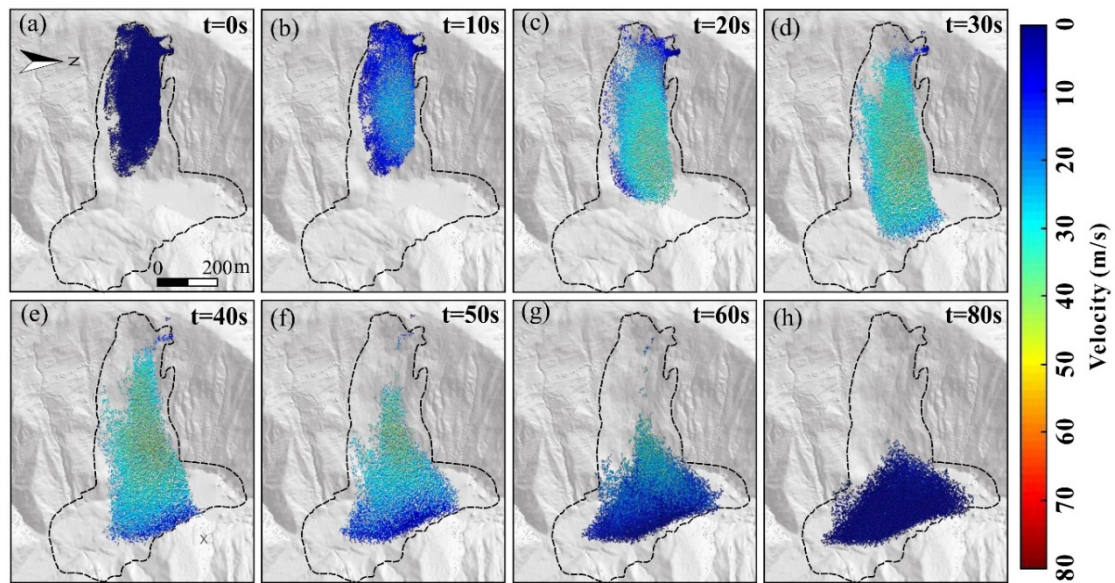 (a) t=0s
(b) t=10s
(c) t=20s
(d) t=30s
N
0 200m
(e) t=40s
(f) t=50s
(g) t=60s
(h) t=80s
X
0
10
20
30
40
50
60
70
80
Velocity (m/s)